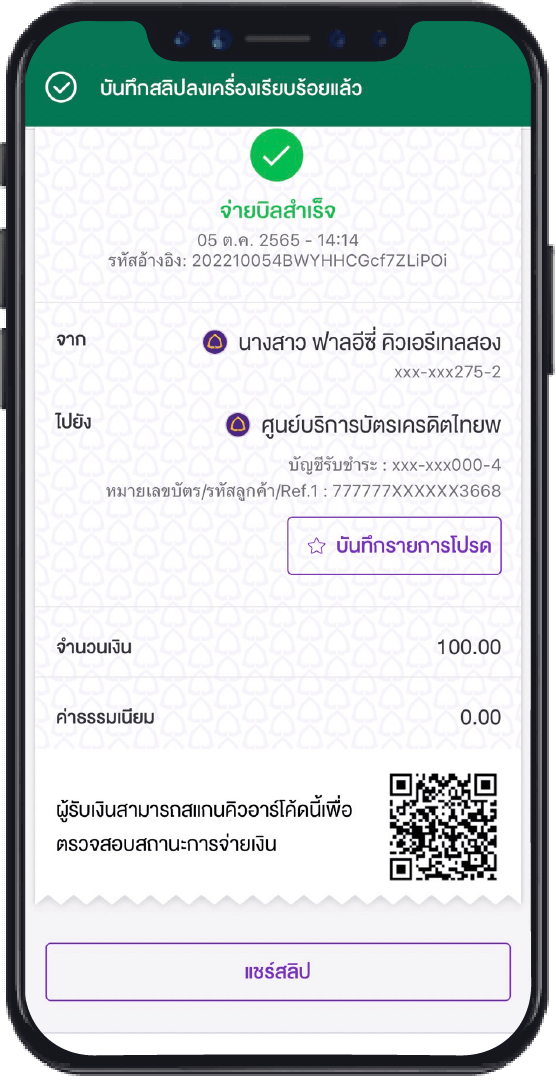 บันทึกสลิปลงเครื่องเรียบร้อยแล้ว
จ่ายบิลสำเร็จ
05 ต.ค. 2565 - 14:14
รหัสอ้างอิง: 202210054BWYHHCGcf7ZLiPOi
จาก นางสาว ฟาลอีซี่ คิวเอรีเทลสอง
xxx-xxx275-2
ไปยัง ศูนย์บริการบัตรเครดิตไทยพ
บัญชีรับชำระ : xxx-xxx000-4
หมายเลขบัตร/รหัสลูกค้า/Ref.1 : 777777XXXXXX3668
บันทึกรายการโปรด
จำนวนเงิน 100.00
ค่าธรรมเนียม 0.00
ผู้รับเงินสามารถสแกนคิวอาร์โค้ดนี้เพื่อ
ตรวจสอบสถานะการจ่ายเงิน
แชร์สลิป